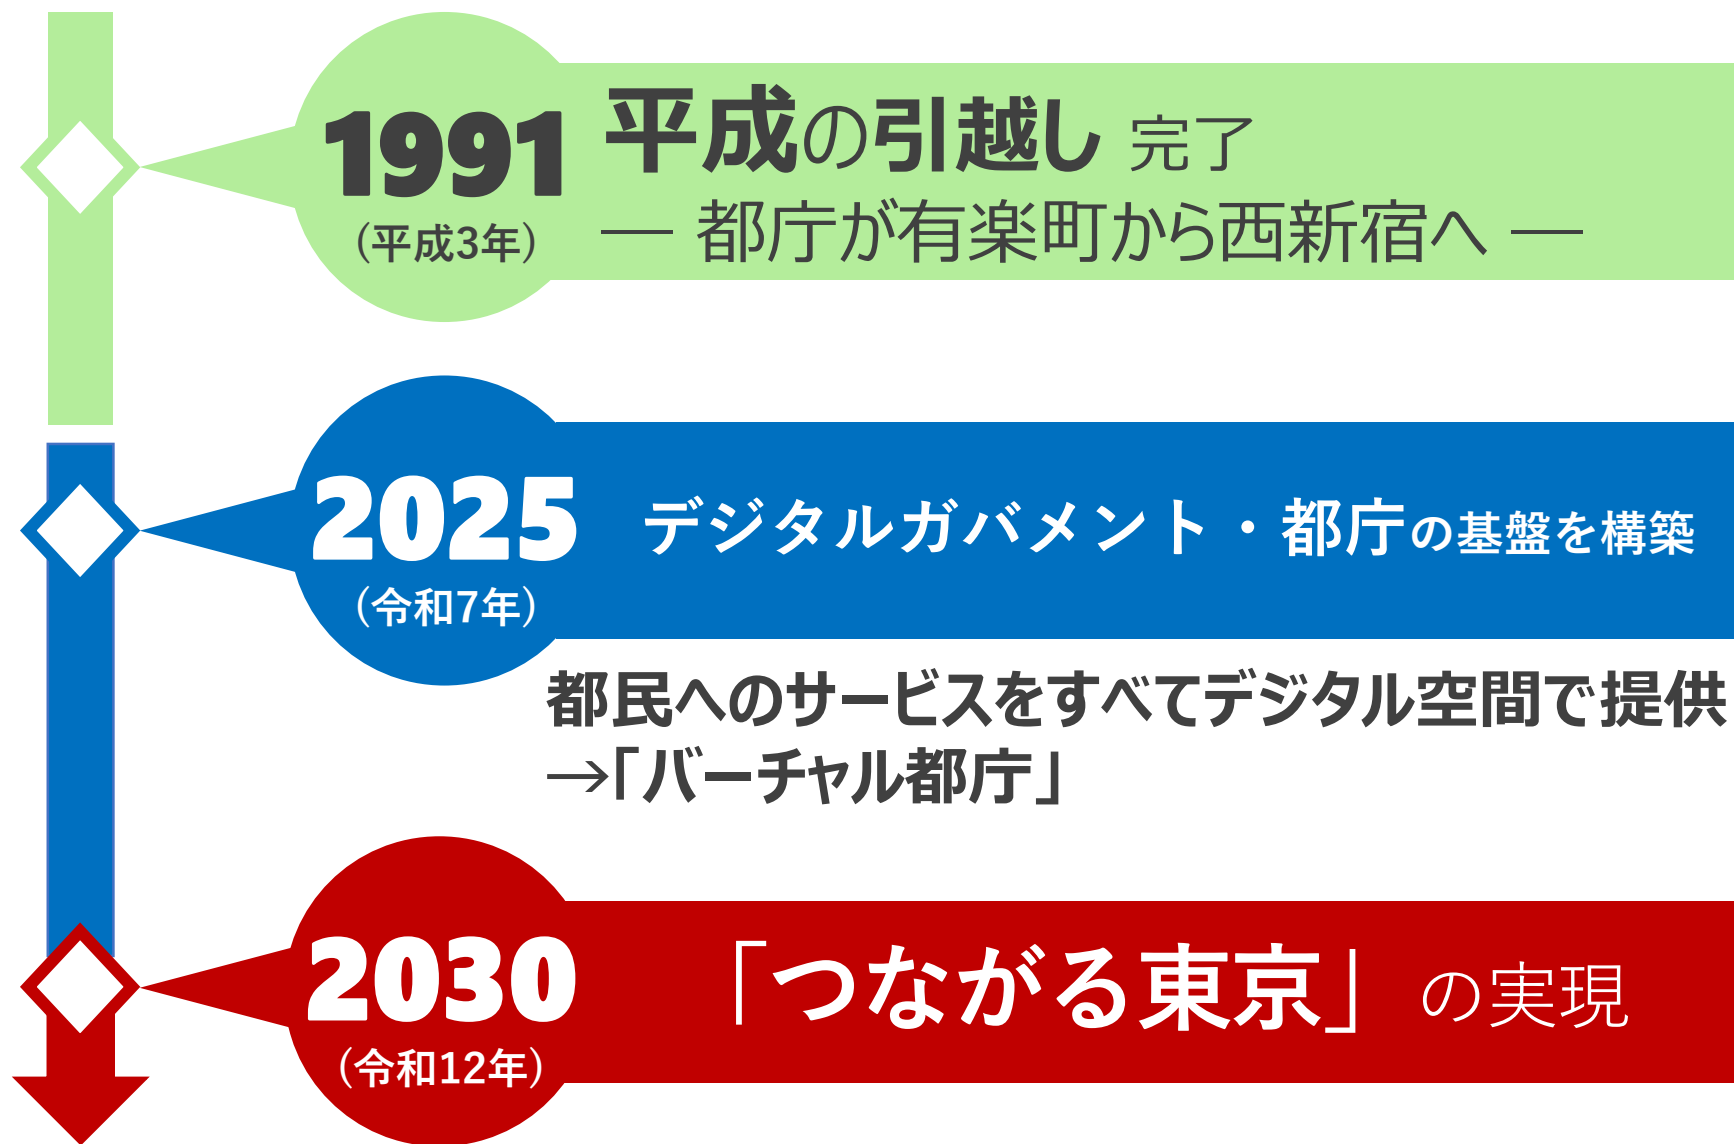 1991
(平成3年)
平成の引越し 完了
― 都庁が有楽町から西新宿へ ―
2025
(令和7年)
デジタルガバメント・都庁の基盤を構築
都民へのサービスをすべてデジタル空間で提供
→「バーチャル都庁」
2030
(令和12年)
「つながる東京」の実現